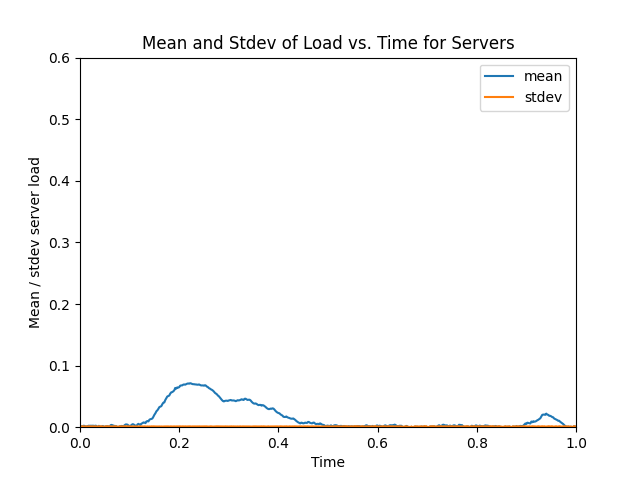 Mean and Stdev of Load vs. Time for Servers
mean
stdev
Mean / stdev server load
0.6
0.5
0.4
0.3
0.2
0.1
0.0
0.0 0.2 0.4 0.6 0.8 1.0
Time